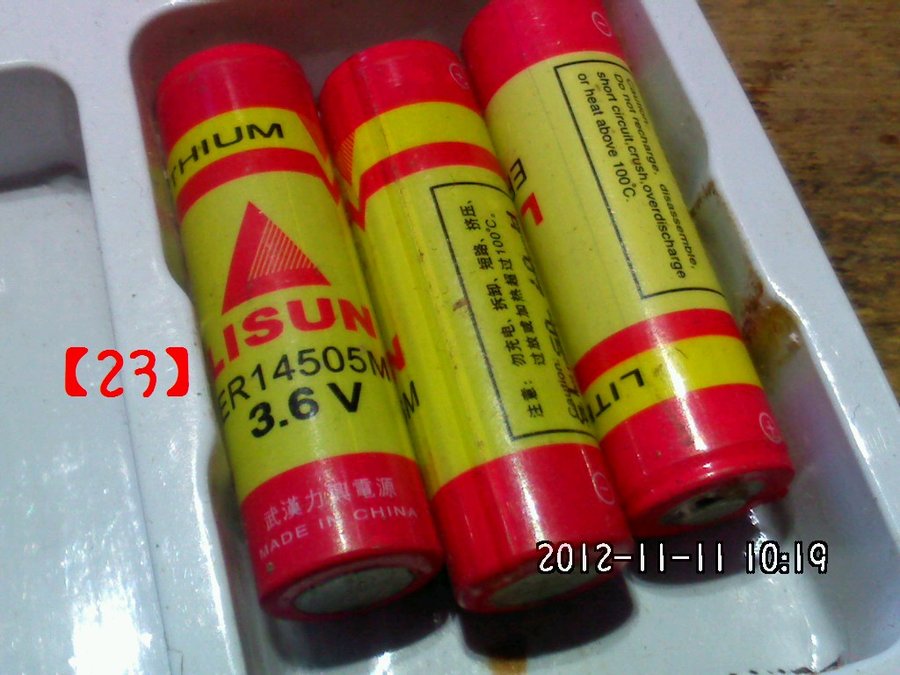 THIUM
LISUN
ER14505M
3.6 V
武漢力興電源
MADE IN CHINA
注意：勿充电、拆卸、短路、挤压、
过放或加热超过100℃。
Do not recharge, disassemble,
short circuit,crush,overdischarge
or heat above 100℃.
【23】
2012-11-11 10:19